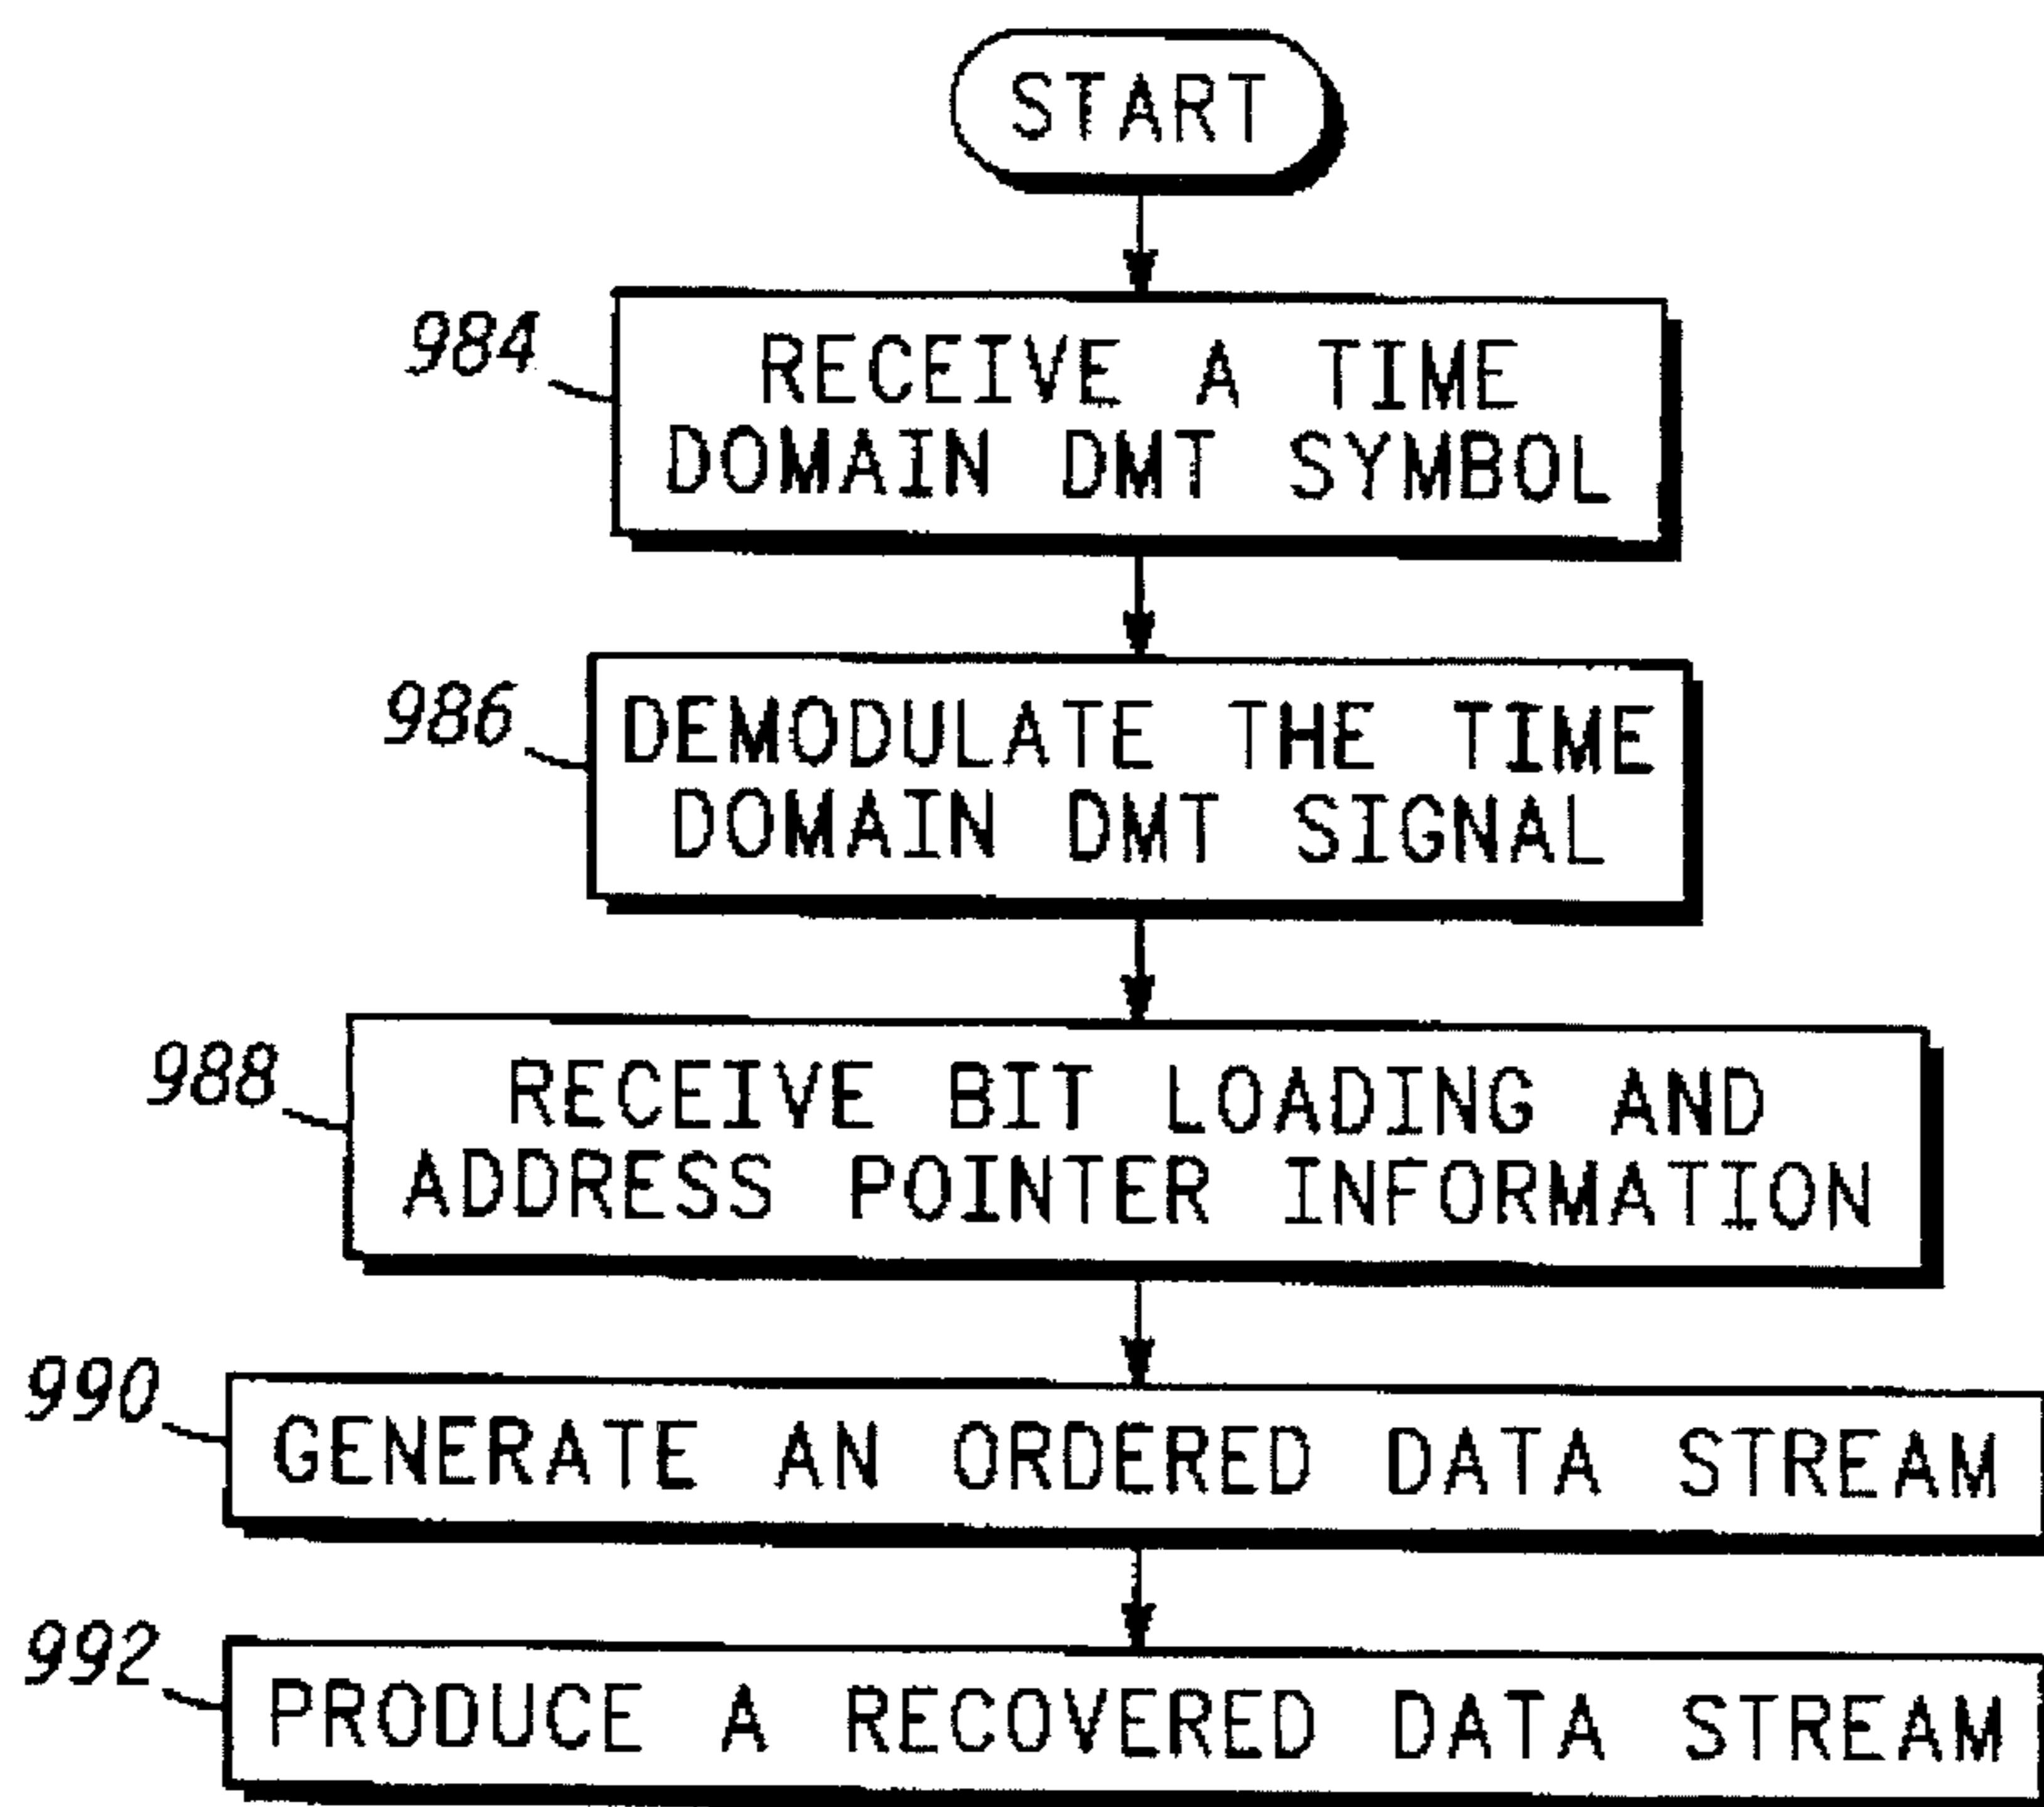 START
984
RECEIVE A TIME
DOMAIN DMT SYMBOL
986
DEMODULATE THE TIME
DOMAIN DMT SIGNAL
988
RECEIVE BIT LOADING AND
ADDRESS POINTER INFORMATION
990
GENERATE AN ORDERED DATA STREAM
992
PRODUCE A RECOVERED DATA STREAM